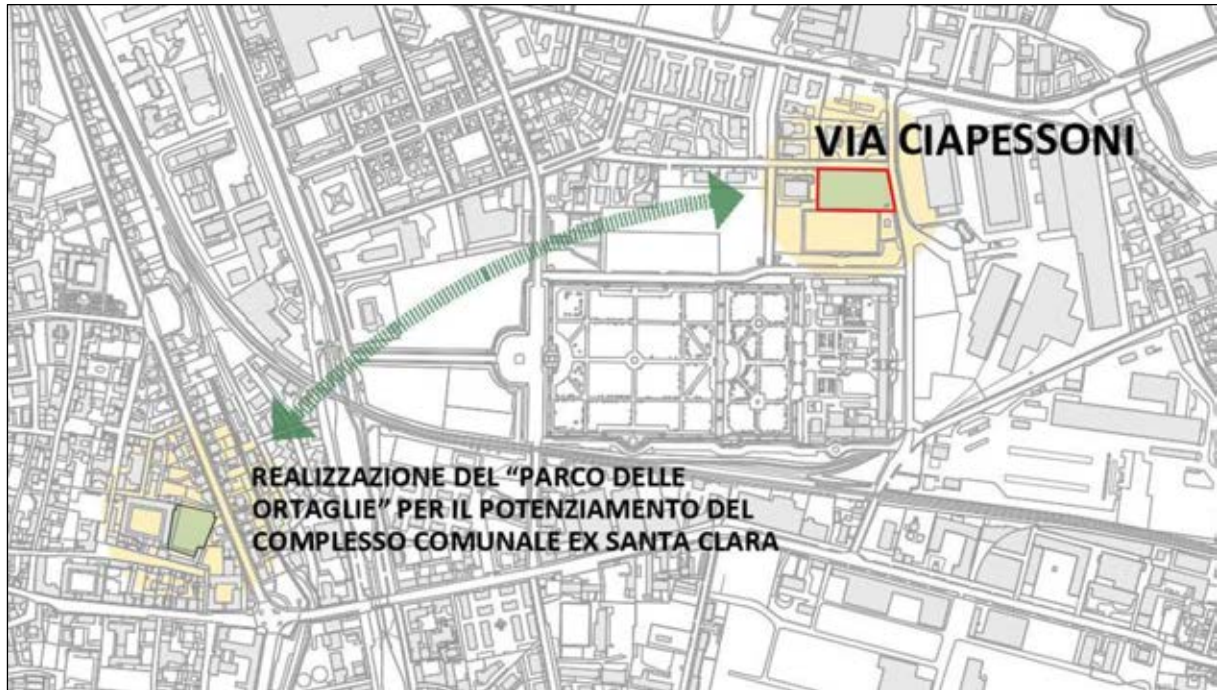 VIA CIAPESSONI
REALIZZAZIONE DEL “PARCO DELLE
ORTAGLIE” PER IL POTENZIAMENTO DEL
COMPLESSO COMUNALE EX SANTA CLARA